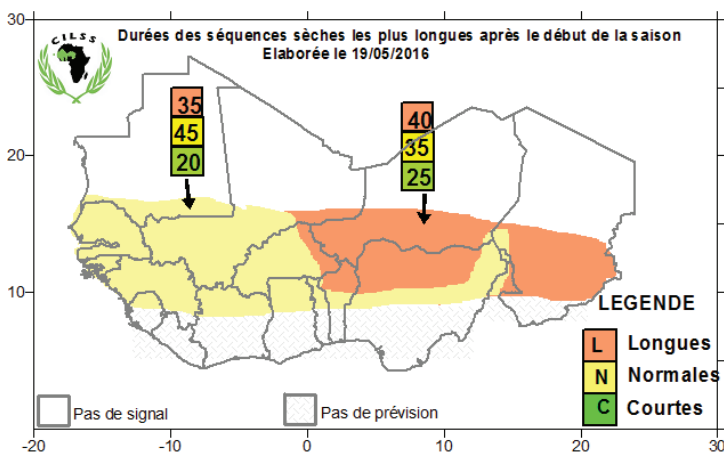 CILSS
Durées des séquences sèches les plus longues après le début de la saison
Elaborée le 19/05/2016
30
20
10
35
45
20
40
35
25
LEGENDE
L Longues
N Normales
C Courtes
Pas de signal
Pas de prévision
-20 -10 0 10 20 30